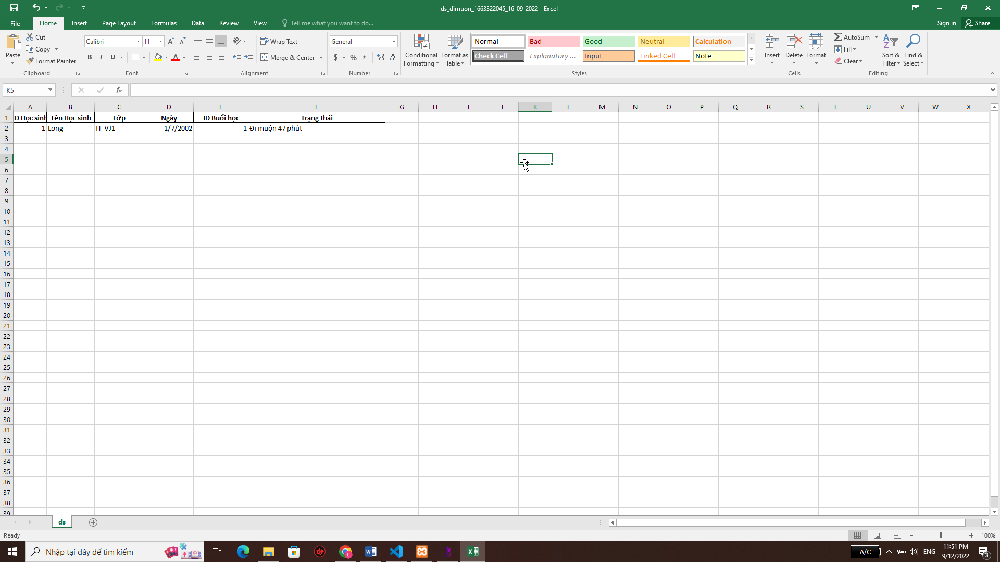 ds_dimuon_1663322045_16-09-2022 - Excel
File Home Insert Page Layout Formulas Data Review View Tell me what you want to do... Sign in Share
Paste Cut Copy Format Painter Clipboard
Calibri 11 B I U A Font
Wrap Text Merge & Center Alignment
General $ % , Number
Conditional Formatting Format as Table
Normal Bad Good Neutral Calculation
Check Cell Explanatory ... Input Linked Cell Note
Styles
Insert Delete Format Cells
AutoSum Fill Clear Sort & Filter Find & Select Editing
K5 fx
A B C D E F G H I J K L M N O P Q R S T U V W X
1 ID Học sinh Tên Học sinh Lớp Ngày ID Buổi học Trạng thái
2 1 Long IT-VJ1 1/7/2002 1 Đi muộn 47 phút
3
4
5
6
7
8
9
10
11
12
13
14
15
16
17
18
19
20
21
22
23
24
25
26
27
28
29
30
31
32
33
34
35
36
37
38
39
ds
Ready 100%
Nhập tại đây để tìm kiếm A/C ENG 11:51 PM
9/12/2022 3